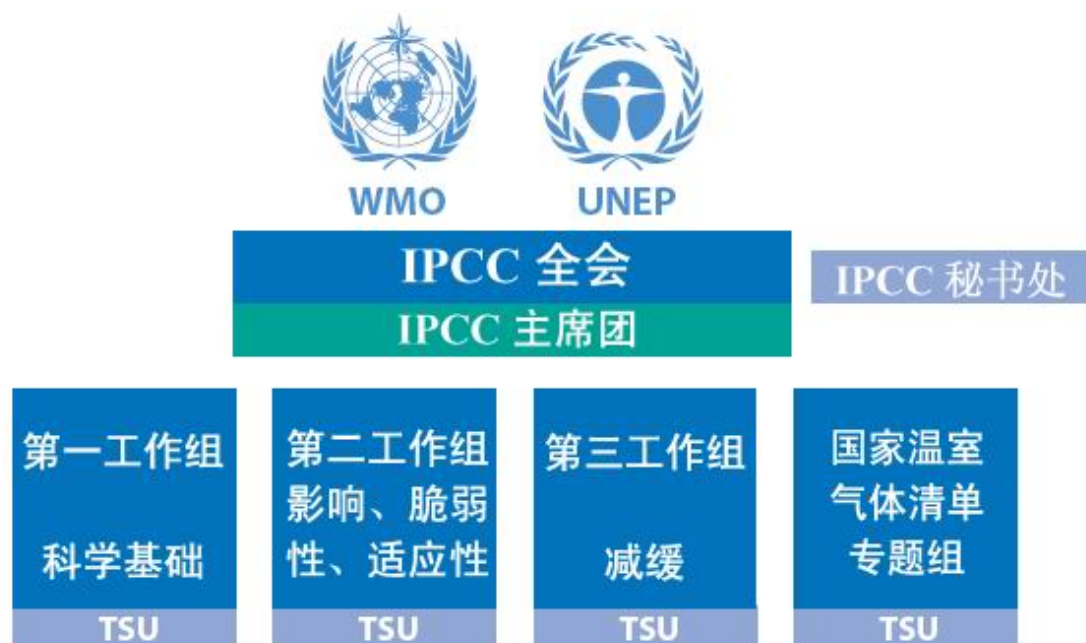 WMO
UNEP
IPCC 全会
IPCC 秘书处
IPCC 主席团
第一工作组
科学基础
TSU
第二工作组
影响、脆弱
性、适应性
TSU
第三工作组
减缓
TSU
国家温室
气体清单
专题组
TSU